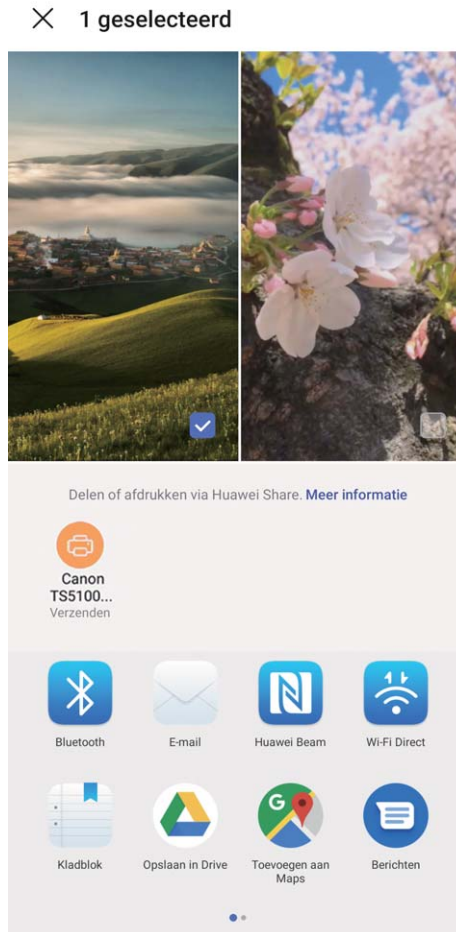 1 geselecteerd
Delen of afdrukken via Huawei Share. Meer informatie
Canon
TS5100...
Verzenden
Bluetooth
E-mail
Huawei Beam
Wi-Fi Direct
Kladblok
Opslaan in Drive
Toevoegen aan
Maps
Berichten